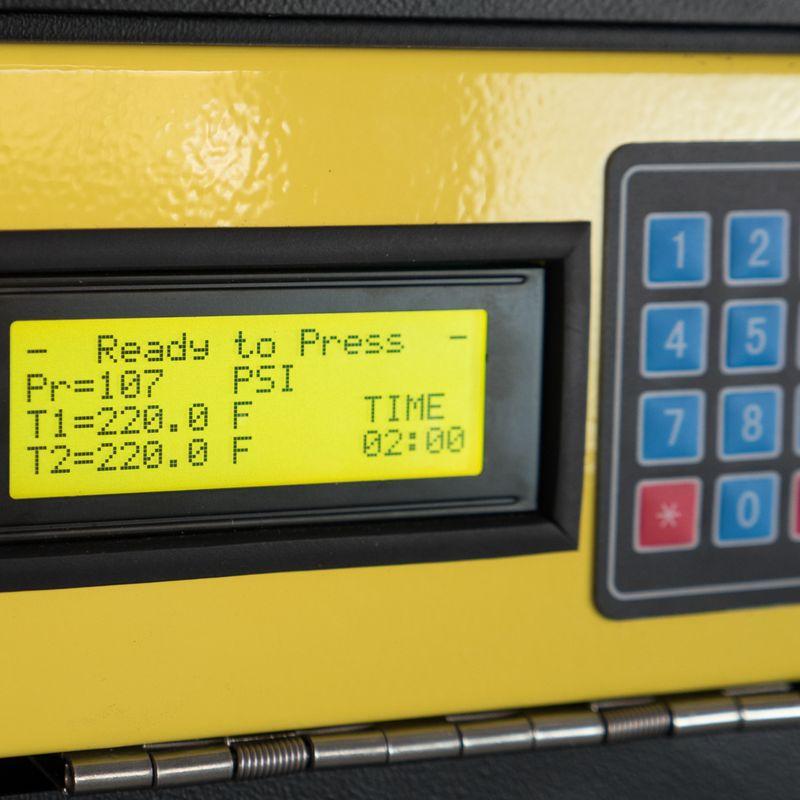 - Ready to Press -
Pr=107 PSI
T1=220.0 F TIME
T2=220.0 F 02:00
1 2
4 5
7 8
* 0